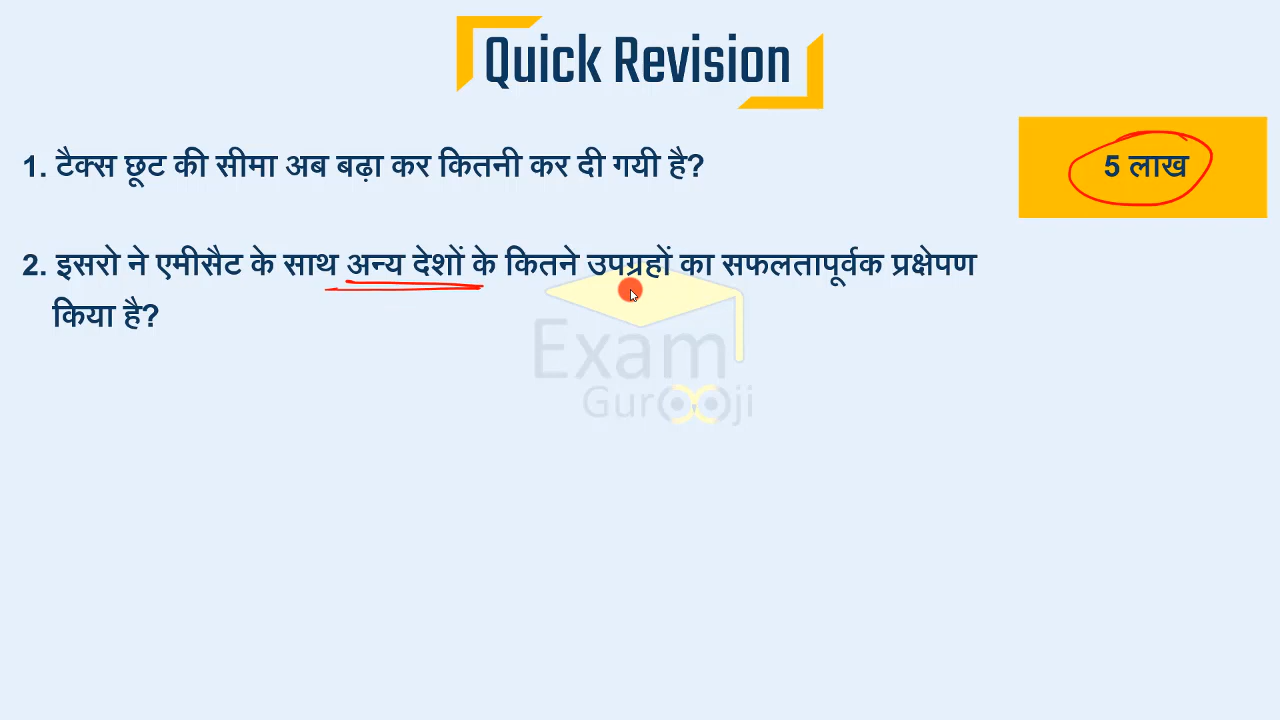 Quick Revision
1. टैक्स छूट की सीमा अब बढ़ा कर कितनी कर दी गयी है?
5 लाख
2. इसरो ने एमीसैट के साथ अन्य देशों के कितने उपग्रहों का सफलतापूर्वक प्रक्षेपण
किया है?
Exam
Gurooji